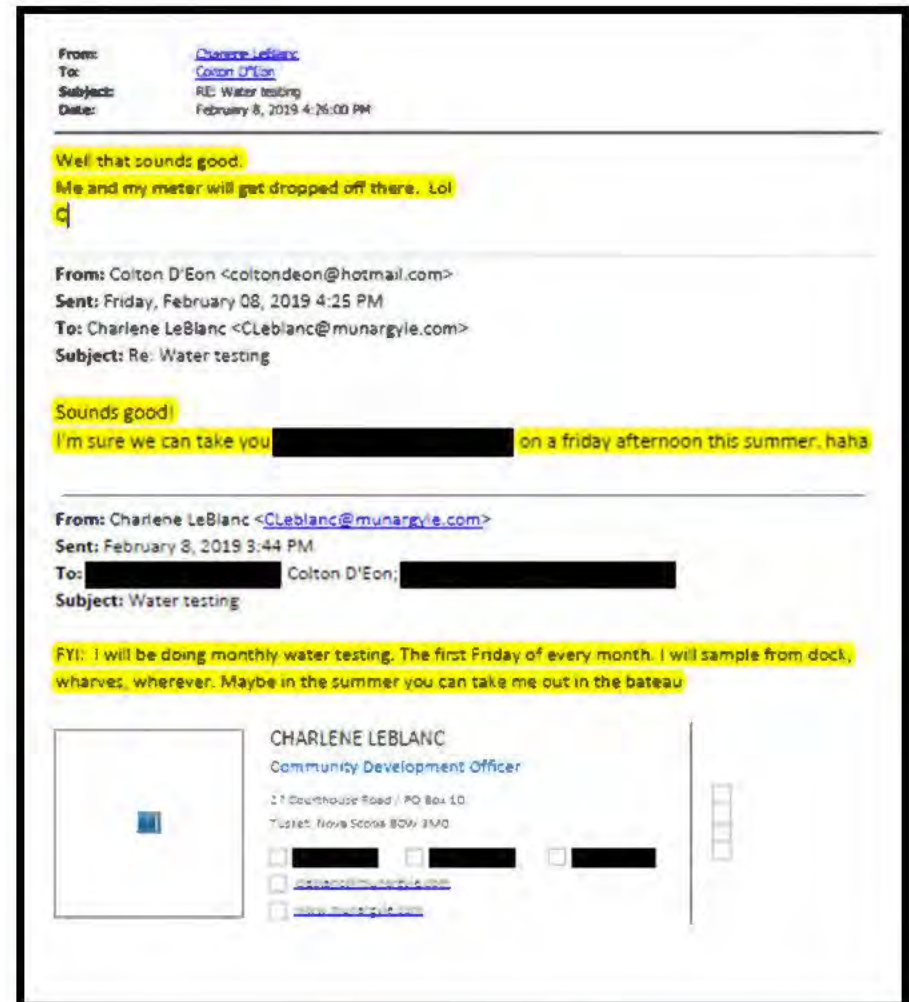 From: Charlene LeBlanc
To: Colton D'Eon
Subject: RE: Water testing
Date: February 8, 2019 4:26:00 PM
Well that sounds good.
Me and my meter will get dropped off there. Lol
C
From: Colton D'Eon <coltondeon@hotmail.com>
Sent: Friday, February 08, 2019 4:25 PM
To: Charlene LeBlanc <CLeblanc@munargyle.com>
Subject: Re: Water testing
Sounds good!
I'm sure we can take you on a friday afternoon this summer, haha
From: Charlene LeBlanc <CLeblanc@munargyle.com>
Sent: February 8, 2019 3:44 PM
To: Colton D'Eon;
Subject: Water testing
FYI: I will be doing monthly water testing. The first Friday of every month. I will sample from dock,
wharves, wherever. Maybe in the summer you can take me out in the bateau
CHARLENE LEBLANC
Community Development Officer
27 Courthouse Road / PO Box 10
Tusket, Nova Scotia B0W 3M0
cleblanc@munargyle.com
www.munargyle.com